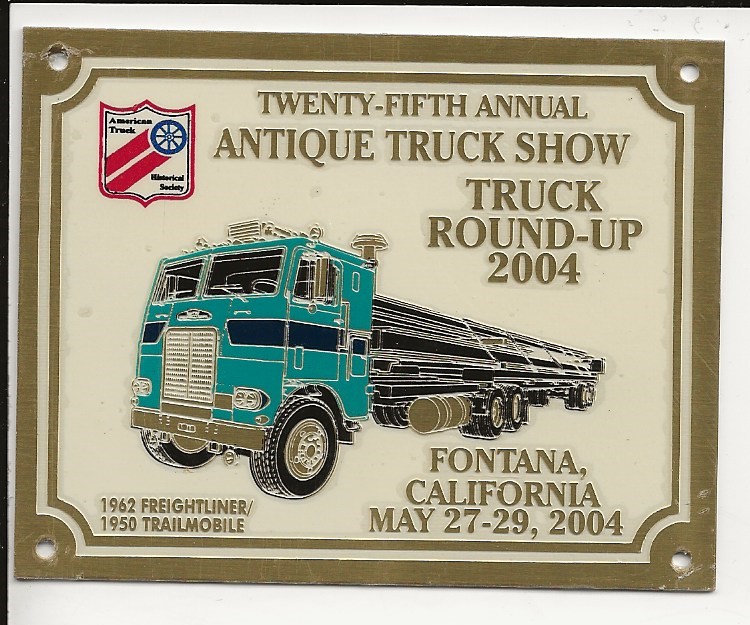 TWENTY-FIFTH ANNUAL
ANTIQUE TRUCK SHOW
American
Truck
Historical
Society
TRUCK
ROUND-UP
2004
FONTANA,
CALIFORNIA
MAY 27-29, 2004
1962 FREIGHTLINER/
1950 TRAILMOBILE